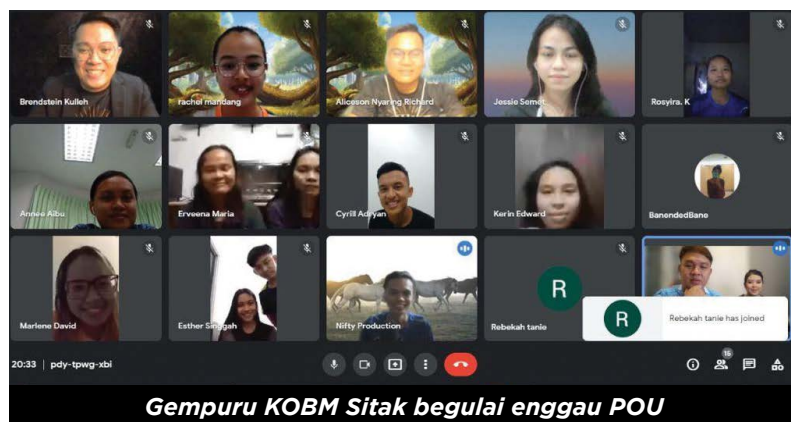 Brendstein Kulleh
rachel mandang
Aliceson Nyaring Richard
Jessie Semet
Rosyira. K
Annee Aibu
Erveena Maria
Cyrill Adryan
Kerin Edward
BanendedBane
Marlene David
Esther Singgah
Nifty Production
R
Rebekah tanie
R
Rebekah tanie has joined
20:33 | pdy-tpwg-xbi
15
Gempuru KOBM Sitak begulai enggau POU